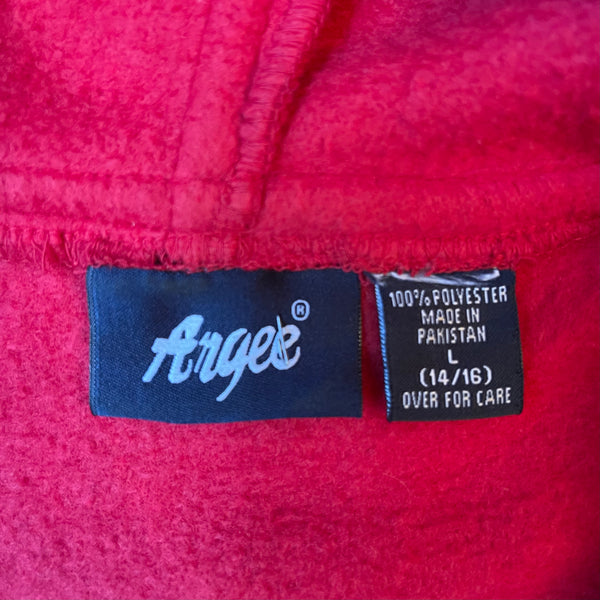 Argee®
100% POLYESTER
MADE IN
PAKISTAN
L
(14/16)
OVER FOR CARE